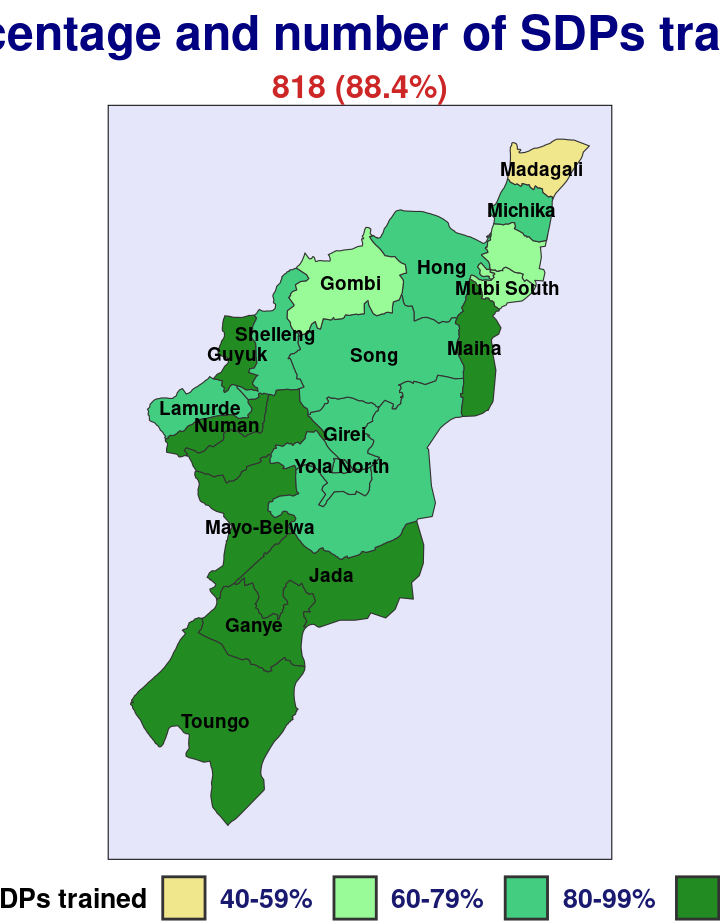 centage and number of SDPs tra
818 (88.4%)
Madagali
Michika
Hong
Gombi
Mubi South
Shelleng
Guyuk
Song
Maiha
Lamurde
Numan
Girei
Yola North
Mayo-Belwa
Jada
Ganye
Toungo
DPs trained 40-59% 60-79% 80-99%